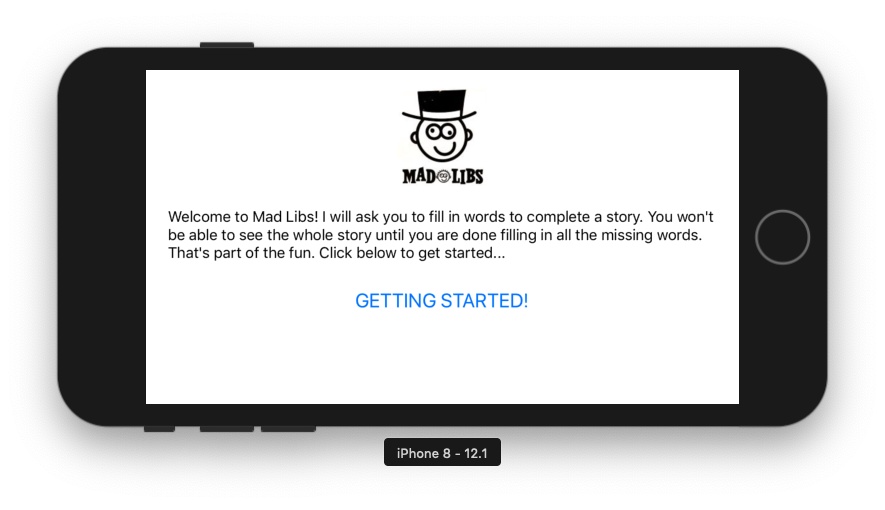 MAD LIBS
Welcome to Mad Libs! I will ask you to fill in words to complete a story. You won't
be able to see the whole story until you are done filling in all the missing words.
That's part of the fun. Click below to get started...
GETTING STARTED!
iPhone 8 - 12.1